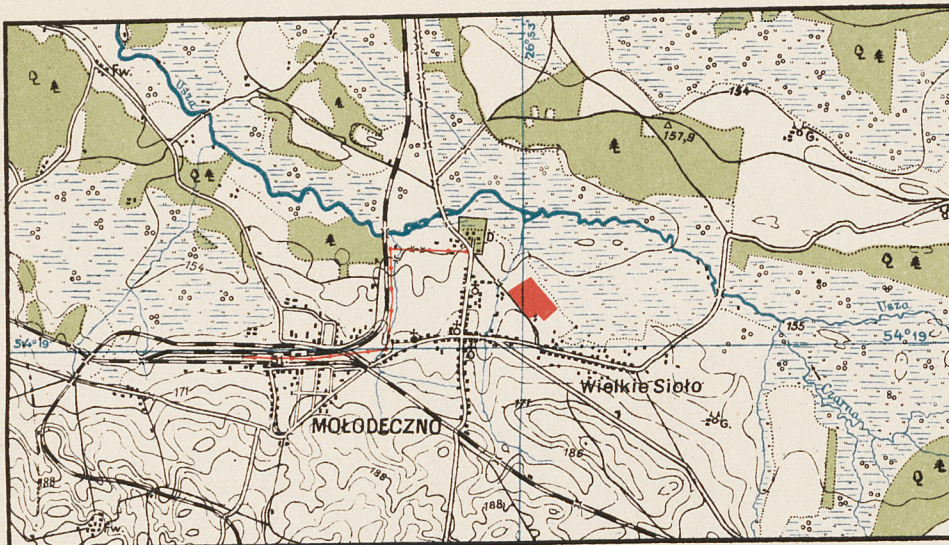 Fw.
Usza
26°55'
154
157,9
G.
154
D.
54°19
155
Usza
54°19
171
Wielkie Sioło
Czarna
MOŁODECZNO
171
G.
186
188
188
188
Fw.